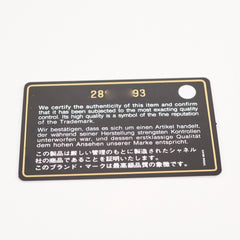 289 93
We certify the authenticity of this item and confirm
that it has been subjected to the most exacting quality
control. Its high quality is a symbol of the fine reputation
of the Trademark.
Wir bestätigen, dass es sich um einen Artikel handelt,
der während seiner Herstellung strengsten Kontrollen
unterworfen war, und dessen erstklassige Qualität
dem hohen Ansehen unserer Marke entspricht.
この製品は厳しい管理のもとに製造されたシャネル
社の商品であることを証明いたします。
このブランド・マークは最高級品質の象徴です。